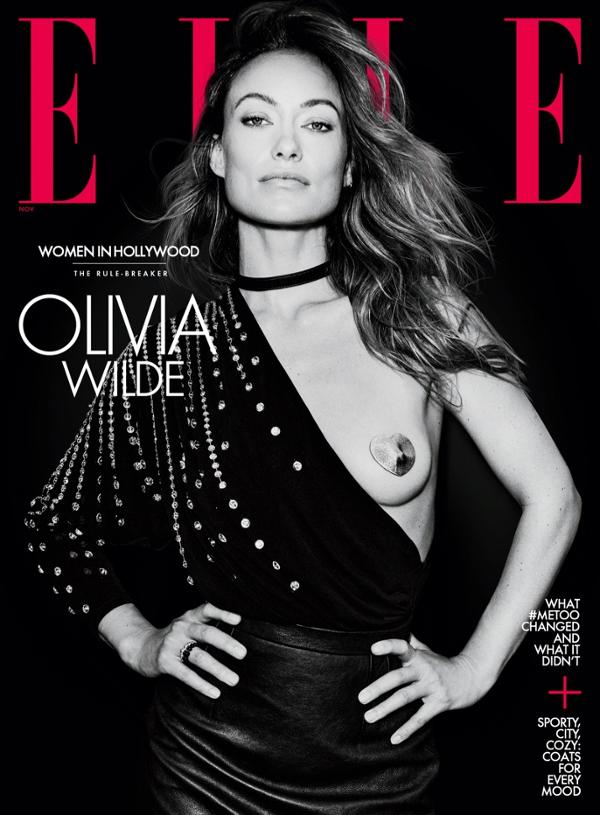 ELLE
NOV
WOMEN IN HOLLYWOOD
THE RULE-BREAKER
OLIVIA
WILDE
WHAT
#METOO
CHANGED
AND
WHAT IT
DIDN'T
+
SPORTY,
CITY,
COZY:
COATS
FOR
EVERY
MOOD